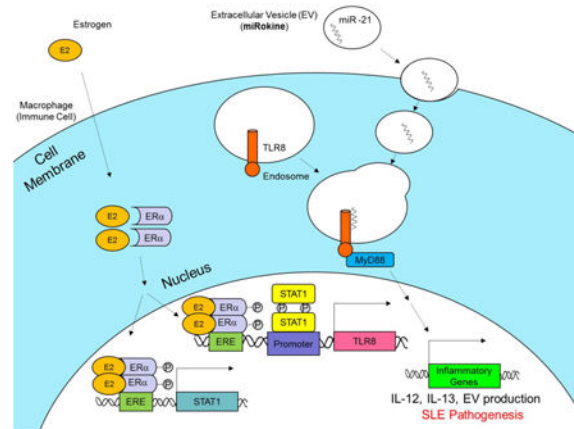 Estrogen
E2
Extracellular Vesicle (EV)
(miRokine)
miR -21
Macrophage
(Immune Cell)
Cell
Membrane
TLR8
Endosome
E2 ERα
E2 ERα
MyD88
Nucleus
E2 ERα P
E2 ERα P
STAT1
P P
STAT1
ERE
Promoter
TLR8
E2 ERα P
E2 ERα P
ERE
STAT1
Inflammatory
Genes
IL-12, IL-13, EV production
SLE Pathogenesis